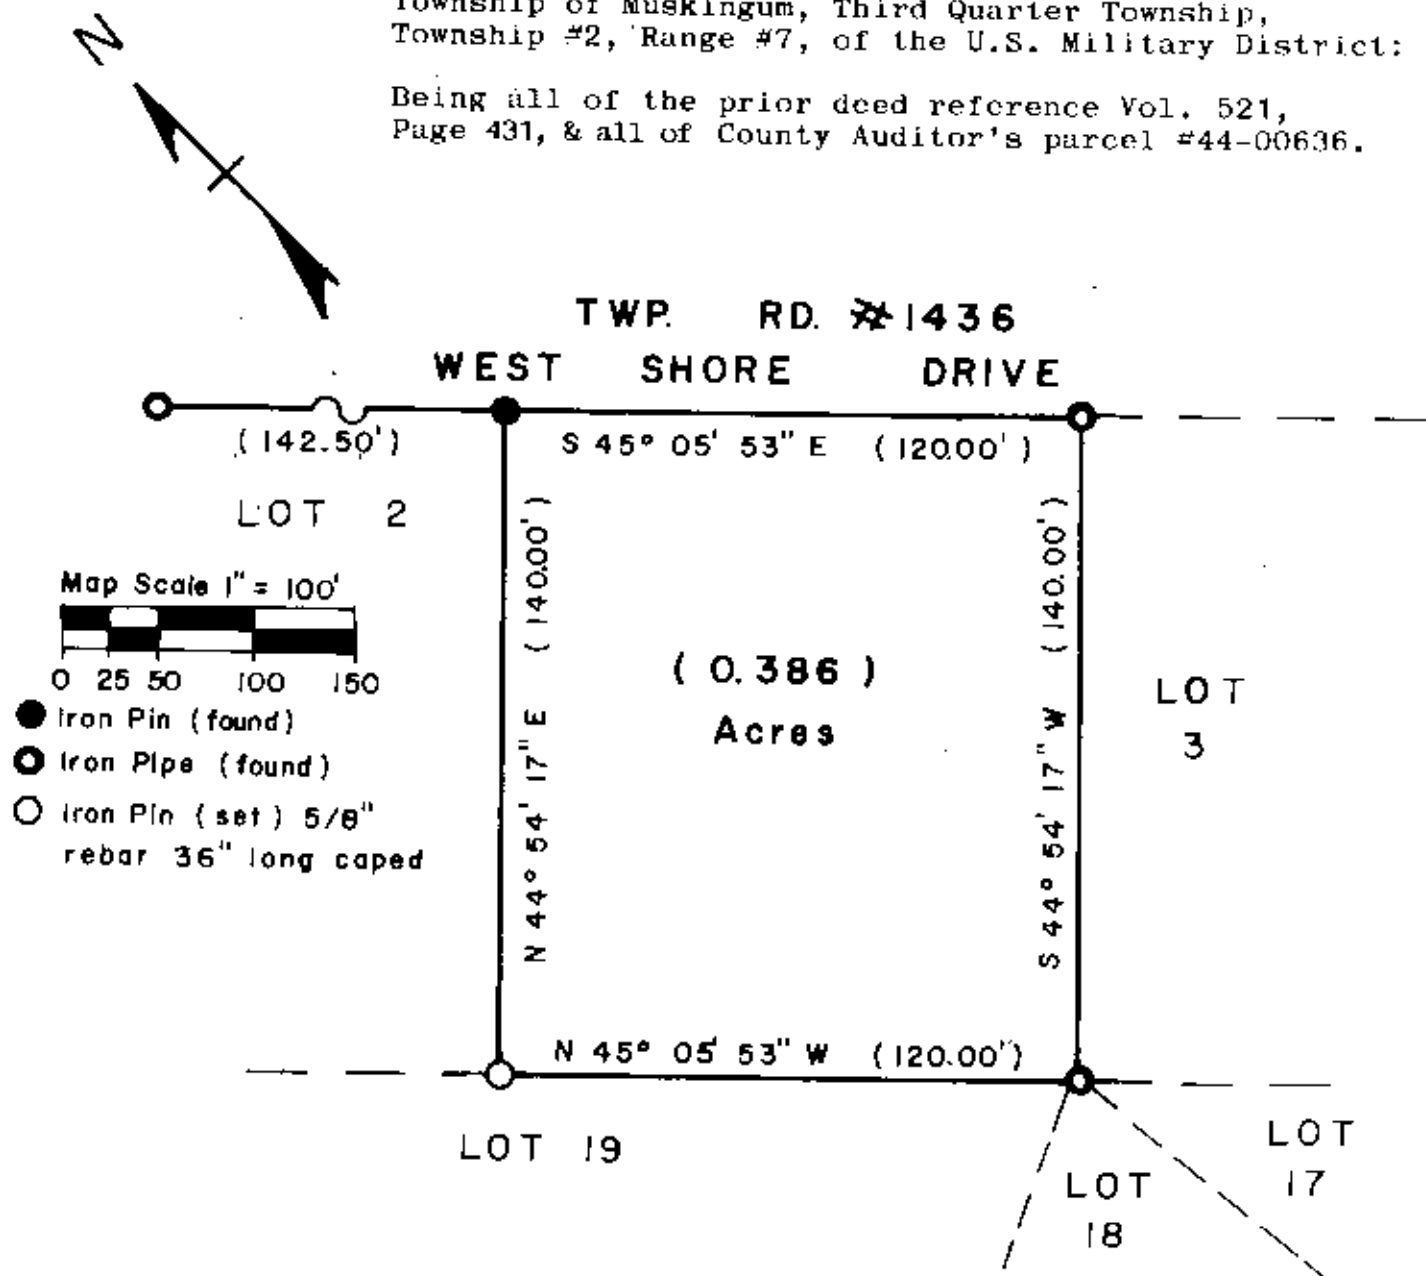 N
Township of Muskingum, Third Quarter Township,
Township #2, Range #7, of the U.S. Military District:
Being all of the prior deed reference Vol. 521,
Page 431, & all of County Auditor's parcel #44-00636.
TWP. RD. #1436
WEST SHORE DRIVE
(142.50')
S 45° 05' 53" E (120.00')
LOT 2
N 44° 54' 17" E (140.00')
S 44° 54' 17" W (140.00')
Map Scale 1" = 100'
0 25 50 100 150
Iron Pin (found)
Iron Pipe (found)
Iron Pin (set) 5/8"
rebar 36" long caped
(0.386)
Acres
LOT
3
N 45° 05' 53" W (120.00")
LOT 19
LOT
18
LOT
17